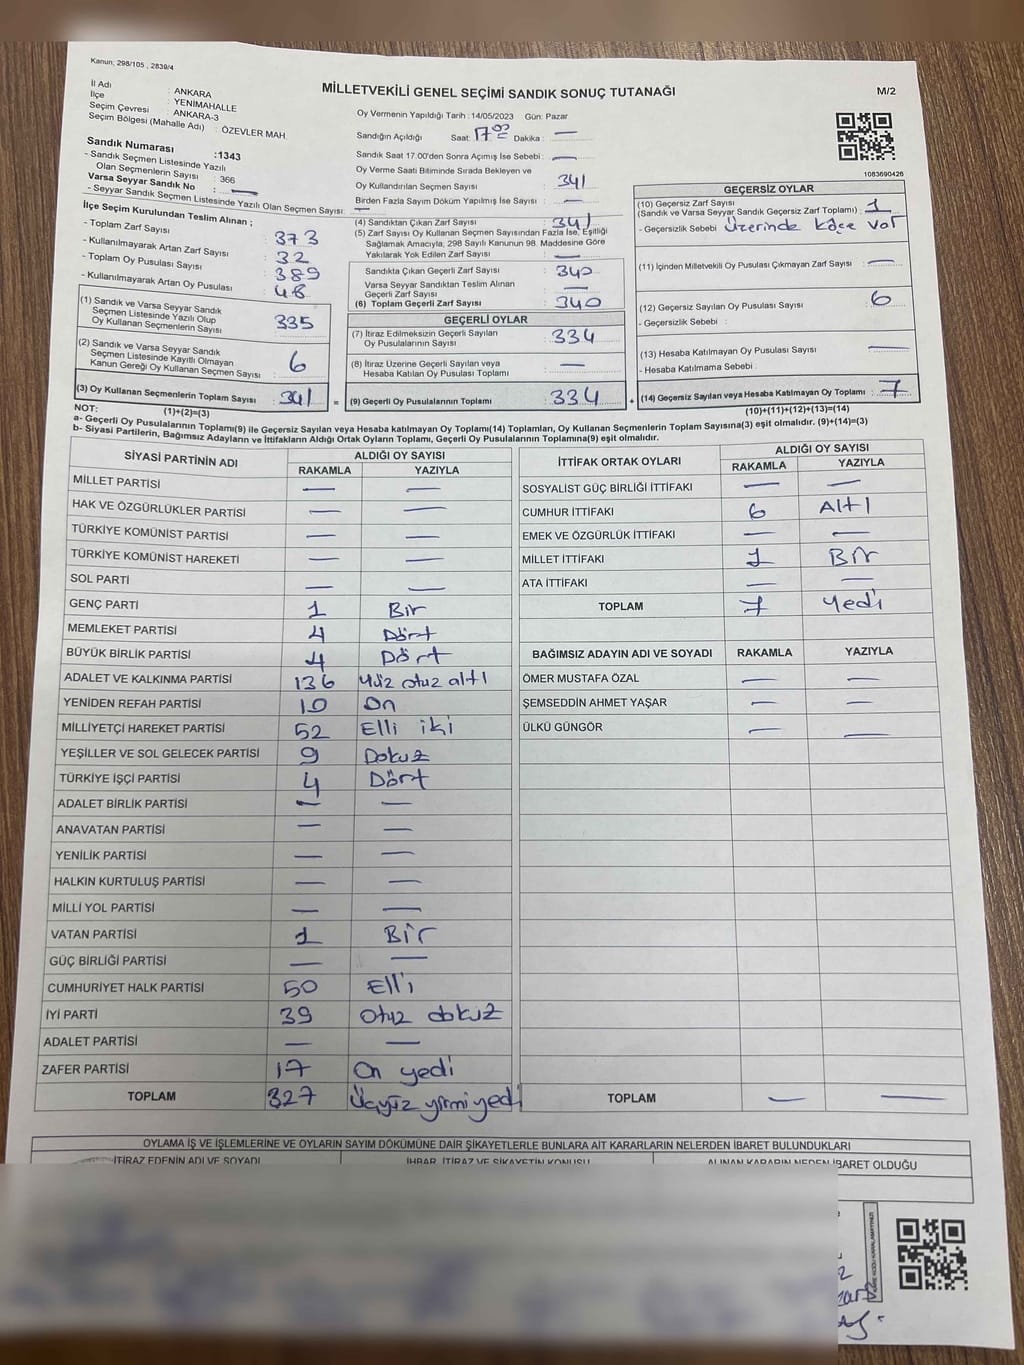 Kanun; 298/105 , 2839/4
MİLLETVEKİLİ GENEL SEÇİMİ SANDIK SONUÇ TUTANAĞI
M/2
İl Adı : ANKARA
İlçe : YENİMAHALLE
Seçim Çevresi : ANKARA-3
Seçim Bölgesi (Mahalle Adı) : ÖZEVLER MAH.
Sandık Numarası :1343
- Sandık Seçmen Listesinde Yazılı
Olan Seçmenlerin Sayısı : 366
Varsa Seyyar Sandık No : —
- Seyyar Sandık Seçmen Listesinde Yazılı Olan Seçmen Sayısı: —
İlçe Seçim Kurulundan Teslim Alınan ;
- Toplam Zarf Sayısı : 373
- Kullanılmayarak Artan Zarf Sayısı : 32
- Toplam Oy Pusulası Sayısı : 389
- Kullanılmayarak Artan Oy Pusulası : 48
(1) Sandık ve Varsa Seyyar Sandık
Seçmen Listesinde Yazılı Olup
Oy Kullanan Seçmenlerin Sayısı : 335
(2) Sandık ve Varsa Seyyar Sandık
Seçmen Listesinde Kayıtlı Olmayan
Kanun Gereği Oy Kullanan Seçmen Sayısı : 6
(3) Oy Kullanan Seçmenlerin Toplam Sayısı : 341
(1)+(2)=(3)
Oy Vermenin Yapıldığı Tarih : 14/05/2023 Gün: Pazar
Sandığın Açıldığı Saat: 17:00 Dakika : —
Sandık Saat 17.00'den Sonra Açımış İse Sebebi : —
Oy Verme Saati Bitiminde Sırada Bekleyen ve
Oy Kullandırılan Seçmen Sayısı : 341
Birden Fazla Sayım Döküm Yapılmış İse Sayısı : —
(4) Sandıktan Çıkan Zarf Sayısı : 341
(5) Zarf Sayısı Oy Kullanan Seçmen Sayısından Fazla İse, Eşitliği
Sağlamak Amacıyla, 298 Sayılı Kanunun 98. Maddesine Göre
Yakılarak Yok Edilen Zarf Sayısı : —
Sandıkta Çıkan Geçerli Zarf Sayısı : 340
Varsa Seyyar Sandıktan Teslim Alınan
Geçerli Zarf Sayısı : —
(6) Toplam Geçerli Zarf Sayısı : 340
GEÇERLİ OYLAR
(7) İtiraz Edilmeksizin Geçerli Sayılan
Oy Pusulalarının Sayısı : 334
(8) İtiraz Üzerine Geçerli Sayılan veya
Hesaba Katılan Oy Pusulası Toplamı : —
= (9) Geçerli Oy Pusulalarının Toplamı : 334 +
1083690426
GEÇERSİZ OYLAR
(10) Geçersiz Zarf Sayısı
(Sandık ve Varsa Seyyar Sandık Geçersiz Zarf Toplamı) : 1
- Geçersizlik Sebebi : Üzerinde kaşe var
(11) İçinden Milletvekili Oy Pusulası Çıkmayan Zarf Sayısı : —
(12) Geçersiz Sayılan Oy Pusulası Sayısı : 6
- Geçersizlik Sebebi :
(13) Hesaba Katılmayan Oy Pusulası Sayısı : —
- Hesaba Katılmama Sebebi :
(14) Geçersiz Sayılan veya Hesaba Katılmayan Oy Toplamı : 7
(10)+(11)+(12)+(13)=(14)
NOT:
a- Geçerli Oy Pusulalarının Toplamı(9) ile Geçersiz Sayılan veya Hesaba katılmayan Oy Toplamı(14) Toplamları, Oy Kullanan Seçmenlerin Toplam Sayısına(3) eşit olmalıdır. (9)+(14)=(3)
b- Siyasi Partilerin, Bağımsız Adayların ve İttifakların Aldığı Ortak Oyların Toplamı, Geçerli Oy Pusulalarının Toplamına(9) eşit olmalıdır.
SİYASİ PARTİNİN ADI ALDIĞI OY SAYISI
RAKAMLA YAZIYLA
MİLLET PARTİSİ — —
HAK VE ÖZGÜRLÜKLER PARTİSİ — —
TÜRKİYE KOMÜNİST PARTİSİ — —
TÜRKİYE KOMÜNİST HAREKETİ — —
SOL PARTİ — —
GENÇ PARTİ 1 Bir
MEMLEKET PARTİSİ 4 Dört
BÜYÜK BİRLİK PARTİSİ 4 Dört
ADALET VE KALKINMA PARTİSİ 136 Yüz otuz altı
YENİDEN REFAH PARTİSİ 10 On
MİLLİYETÇİ HAREKET PARTİSİ 52 Elli iki
YEŞİLLER VE SOL GELECEK PARTİSİ 9 Dokuz
TÜRKİYE İŞÇİ PARTİSİ 4 Dört
ADALET BİRLİK PARTİSİ — —
ANAVATAN PARTİSİ — —
YENİLİK PARTİSİ — —
HALKIN KURTULUŞ PARTİSİ — —
MİLLİ YOL PARTİSİ — —
VATAN PARTİSİ 1 Bir
GÜÇ BİRLİĞİ PARTİSİ — —
CUMHURİYET HALK PARTİSİ 50 Elli
İYİ PARTİ 39 Otuz dokuz
ADALET PARTİSİ — —
ZAFER PARTİSİ 17 On yedi
TOPLAM 327 Üçyüz yirmiyedi
İTTİFAK ORTAK OYLARI ALDIĞI OY SAYISI
RAKAMLA YAZIYLA
SOSYALİST GÜÇ BİRLİĞİ İTTİFAKI — —
CUMHUR İTTİFAKI 6 Altı
EMEK VE ÖZGÜRLÜK İTTİFAKI — —
MİLLET İTTİFAKI 1 Bir
ATA İTTİFAKI — —
TOPLAM 7 Yedi
BAĞIMSIZ ADAYIN ADI VE SOYADI RAKAMLA YAZIYLA
ÖMER MUSTAFA ÖZAL — —
ŞEMSEDDİN AHMET YAŞAR — —
ÜLKÜ GÜNGÖR — —
TOPLAM — —
OYLAMA İŞ VE İŞLEMLERİNE VE OYLARIN SAYIM DÖKÜMÜNE DAİR ŞİKAYETLERLE BUNLARA AİT KARARLARIN NELERDEN İBARET BULUNDUKLARI
İTİRAZ EDENİN ADI VE SOYADI İHBAR, İTİRAZ VE ŞİKAYETİN KONUSU ALINAN KARARIN NEDEN İBARET OLDUĞU